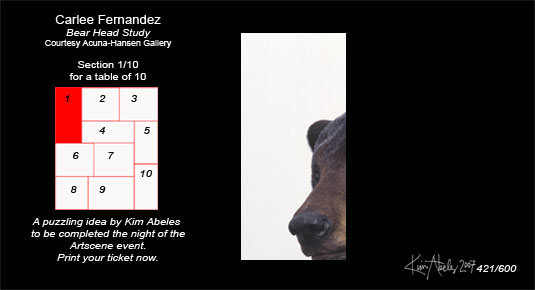 Carlee Fernandez
Bear Head Study
Courtesy Acuna-Hansen Gallery
Section 1/10
for a table of 10
1 2 3
4 5
6 7
10
8 9
A puzzling idea by Kim Abeles
to be completed the night of the
Artscene event.
Print your ticket now.
Kim Abeles 2007 421/600